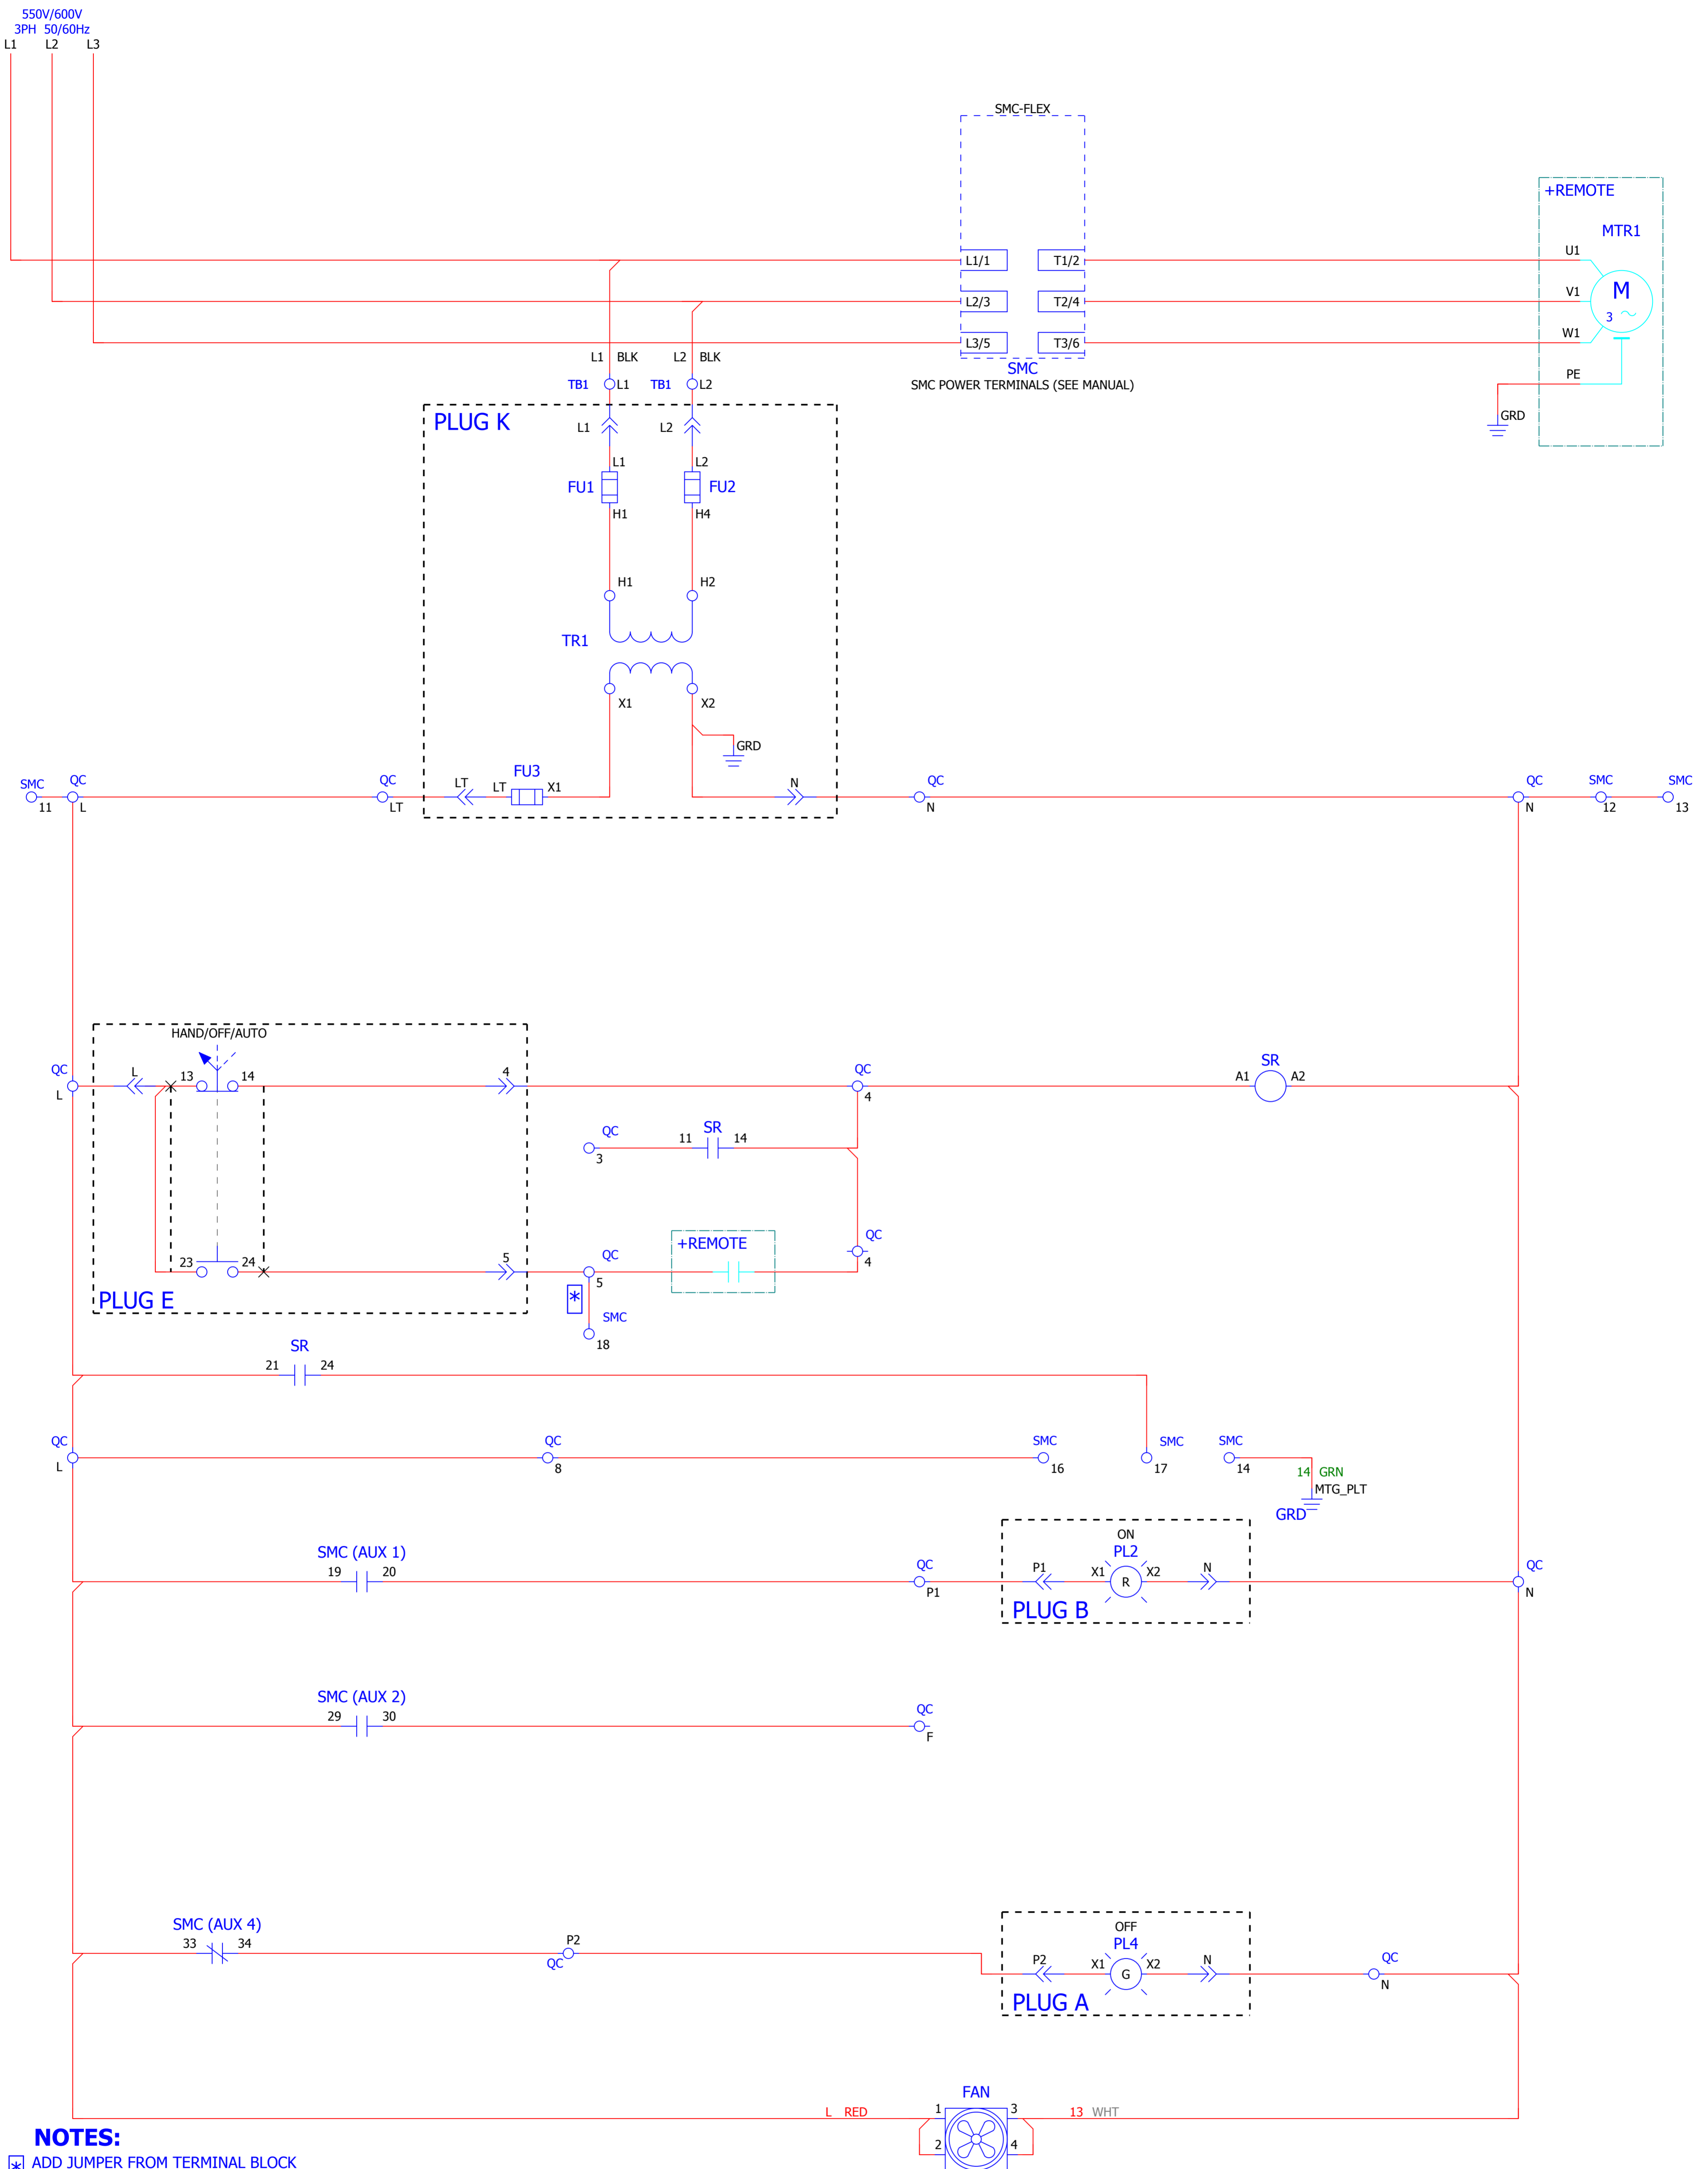 550V/600V
3PH 50/60Hz
L1 L2 L3
SMC-FLEX
+REMOTE
MTR1
L1/1 T1/2 U1
L2/3 T2/4 V1 M
3
L3/5 T3/6 W1
L1 BLK L2 BLK
SMC
SMC POWER TERMINALS (SEE MANUAL)
PE
TB1 L1 TB1 L2
GRD
PLUG K
L1 L2
L1 L2
FU1 FU2
H1 H4
H1 H2
TR1
X1 X2
GRD
FU3
SMC QC QC LT LT X1 N QC QC SMC SMC
11 L LT N N 12 13
HAND/OFF/AUTO
QC L 13 14 4 QC A1 SR A2
L 4
QC 11 SR 14
3
+REMOTE
QC
23 24 5 QC 4
5
PLUG E
*
SMC
18
SR
21 24
QC QC SMC SMC SMC
L 8 16 17 14
14 GRN
MTG_PLT
GRD
ON
SMC (AUX 1) PL2
19 20 QC P1 X1 R X2 N QC
P1 N
PLUG B
SMC (AUX 2)
29 30 QC
F
OFF
SMC (AUX 4) PL4
33 34 P2
QC
P2 X1 G X2 N QC
N
PLUG A
FAN
L RED 1 3 13 WHT
2 4
NOTES:
* ADD JUMPER FROM TERMINAL BLOCK